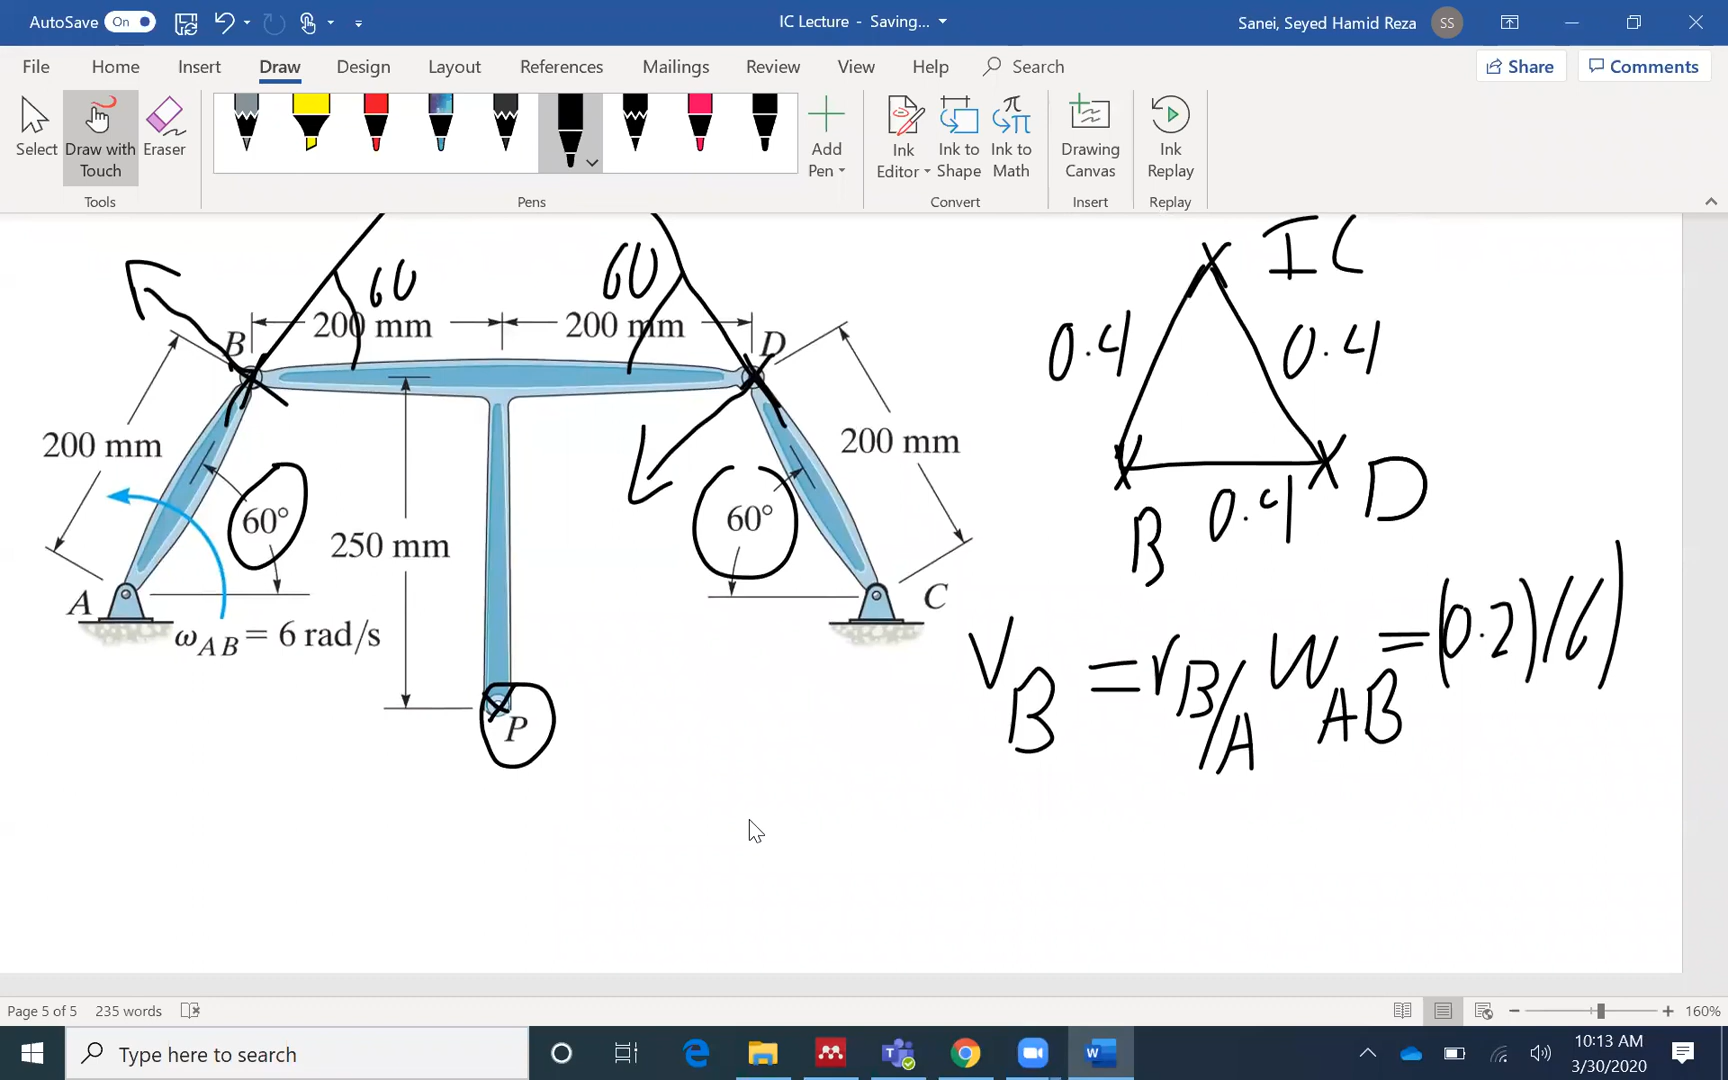 AutoSave On
IC Lecture - Saving...
Sanei, Seyed Hamid Reza SS
File Home Insert Draw Design Layout References Mailings Review View Help Search Share Comments
Select Draw with Touch Eraser Add Pen Ink Editor Ink to Shape Ink to Math Drawing Canvas Ink Replay
Tools Pens Convert Insert Replay
IC
60 60
200 mm 200 mm
B D
0.4 0.4
200 mm 200 mm
60° 60°
250 mm
0.4 D
B
A C
ω_AB = 6 rad/s
V_B = r_B/A W_AB = (0.2)(6)
P
Page 5 of 5 235 words 160%
Type here to search
10:13 AM
3/30/2020